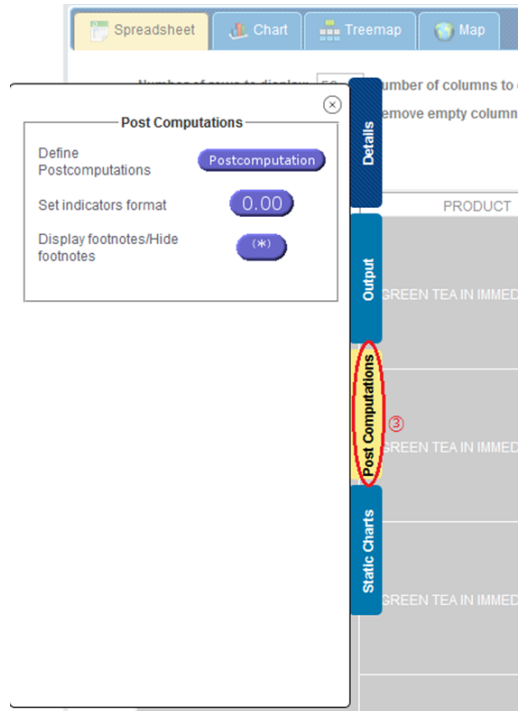 Spreadsheet
Chart
Treemap
Map
Number of rows to display: 50
umber of columns to
emove empty column
Post Computations
Define
Postcomputations
Postcomputation
Set indicators format
0.00
Display footnotes/Hide
footnotes
(*)
Details
Output
Post Computations
Static Charts
③
PRODUCT
GREEN TEA IN IMMED
GREEN TEA IN IMMED
GREEN TEA IN IMMED